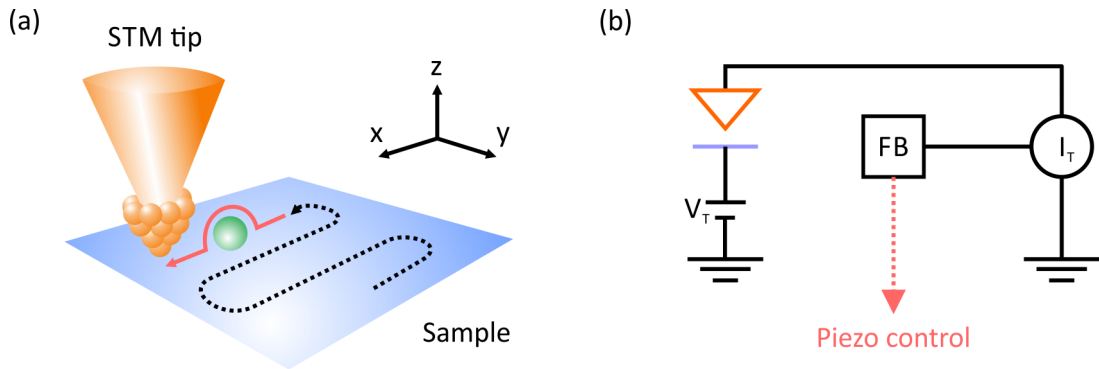 (a)
STM tip
z
x
y
Sample
(b)
FB
I_T
V_T
Piezo control